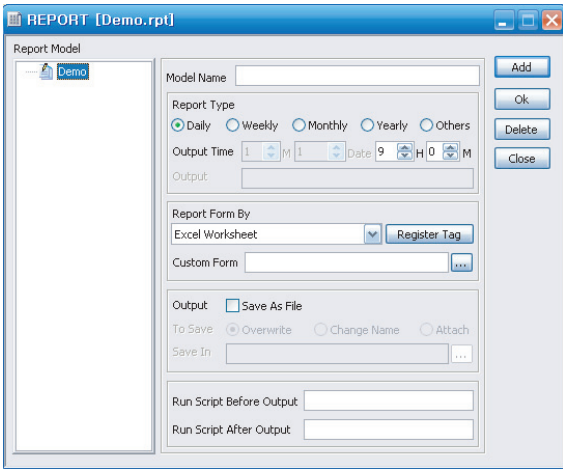 REPORT [Demo.rpt]
Report Model
Demo
Model Name
Report Type
Daily Weekly Monthly Yearly Others
Output Time 1 M 1 Date 9 H 0 M
Output
Report Form By
Excel Worksheet Register Tag
Custom Form ...
Output Save As File
To Save Overwrite Change Name Attach
Save In ...
Run Script Before Output
Run Script After Output
Add
Ok
Delete
Close